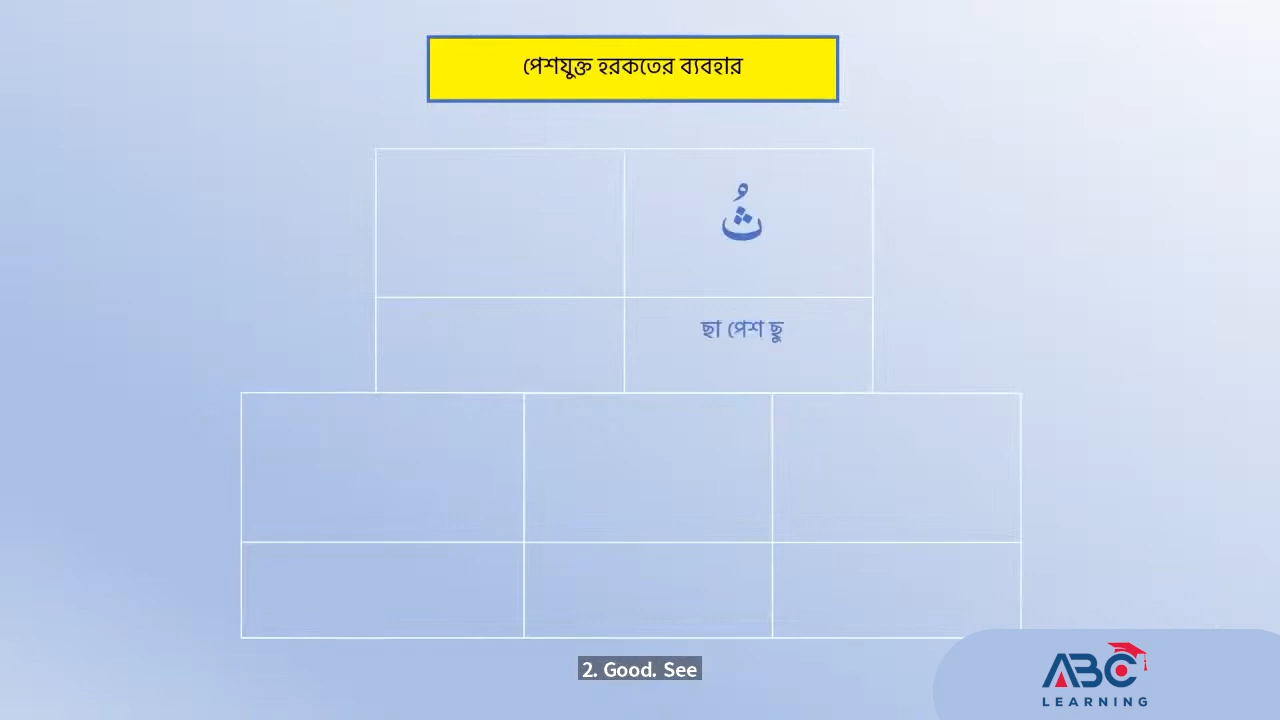 পেশযুক্ত হরকতের ব্যবহার
ثُ
ছা পেশ ছু
2. Good. See
ABC
LEARNING